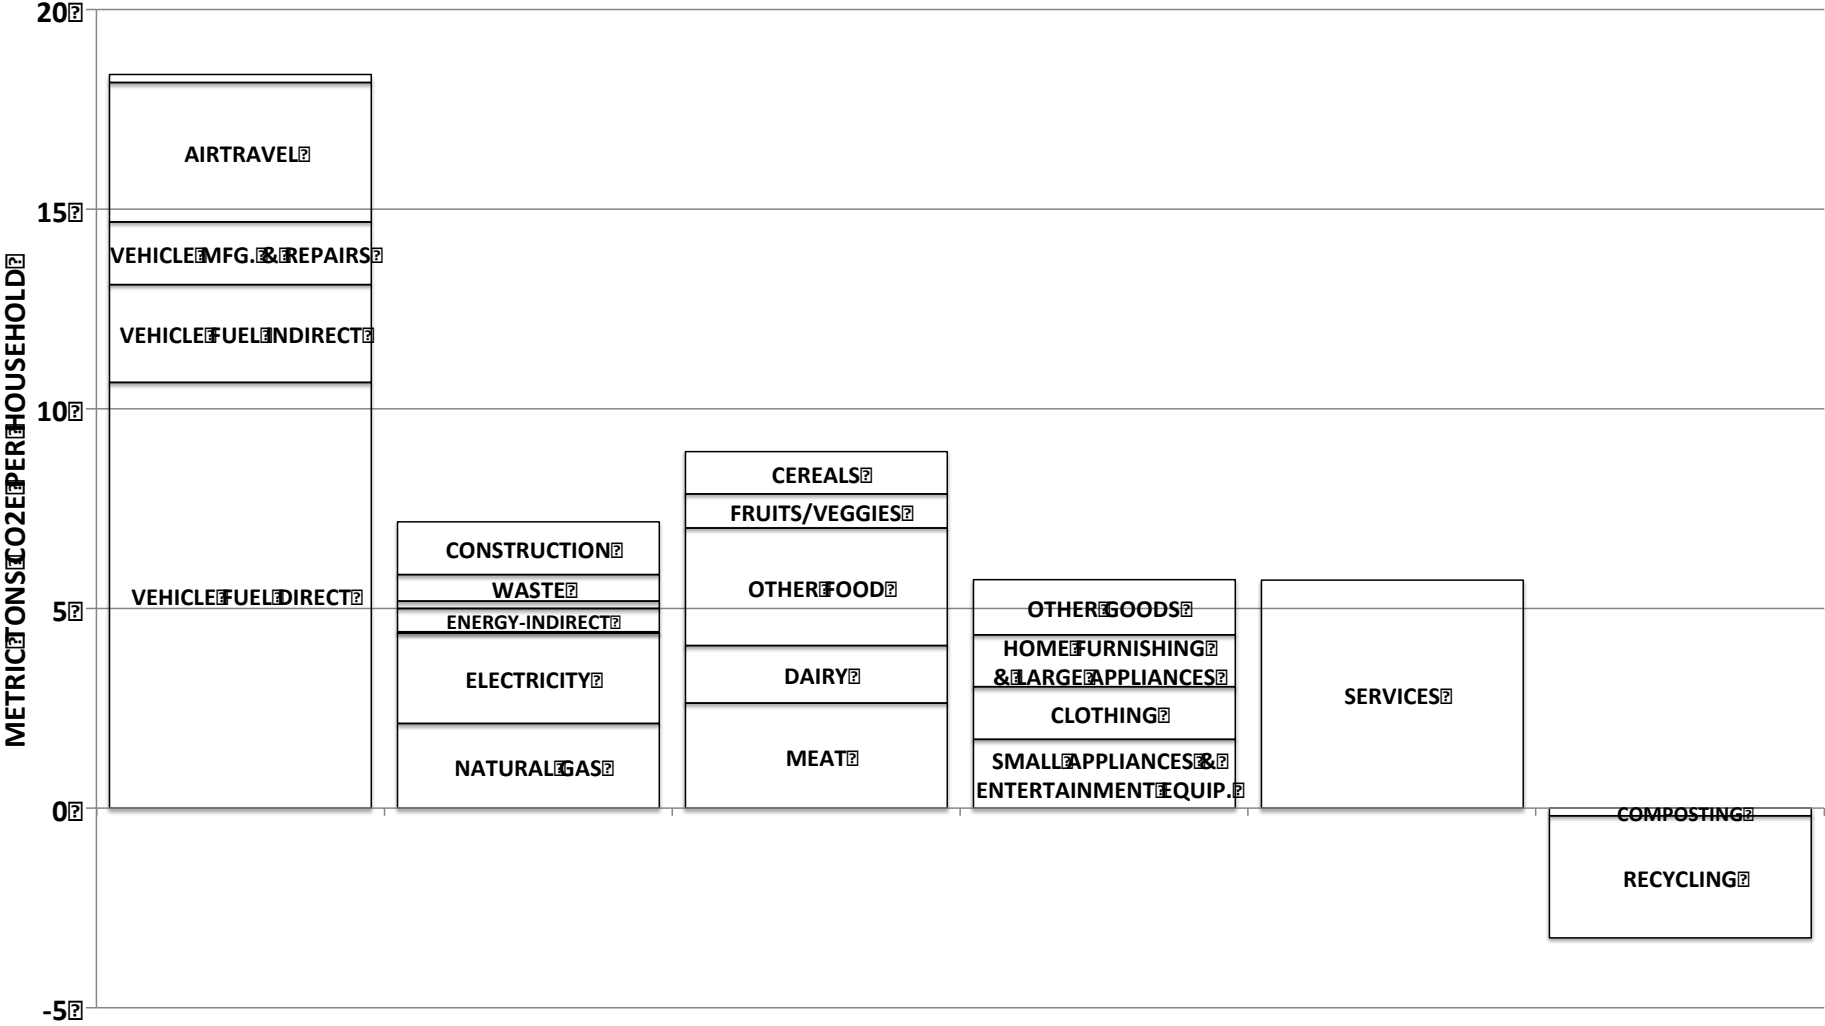 METRIC TONS CO2E PER HOUSEHOLD
20
15
10
5
0
-5
AIRTRAVEL
VEHICLE MFG. & REPAIRS
VEHICLE FUEL INDIRECT
VEHICLE FUEL DIRECT
CONSTRUCTION
WASTE
ENERGY-INDIRECT
ELECTRICITY
NATURAL GAS
CEREALS
FRUITS/VEGGIES
OTHER FOOD
DAIRY
MEAT
OTHER GOODS
HOME FURNISHING
& LARGE APPLIANCES
CLOTHING
SMALL APPLIANCES &
ENTERTAINMENT EQUIP.
SERVICES
COMPOSTING
RECYCLING